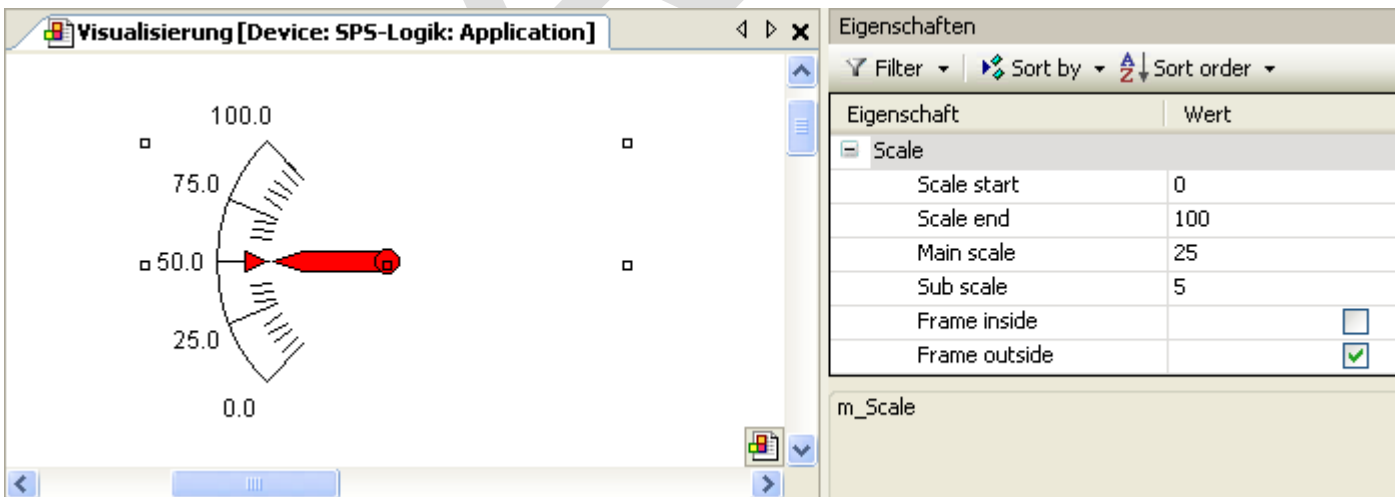 Visualisierung [Device: SPS-Logik: Application]
100.0
75.0
50.0
25.0
0.0
Eigenschaften
Filter Sort by Sort order
Eigenschaft Wert
Scale
Scale start 0
Scale end 100
Main scale 25
Sub scale 5
Frame inside
Frame outside
m_Scale